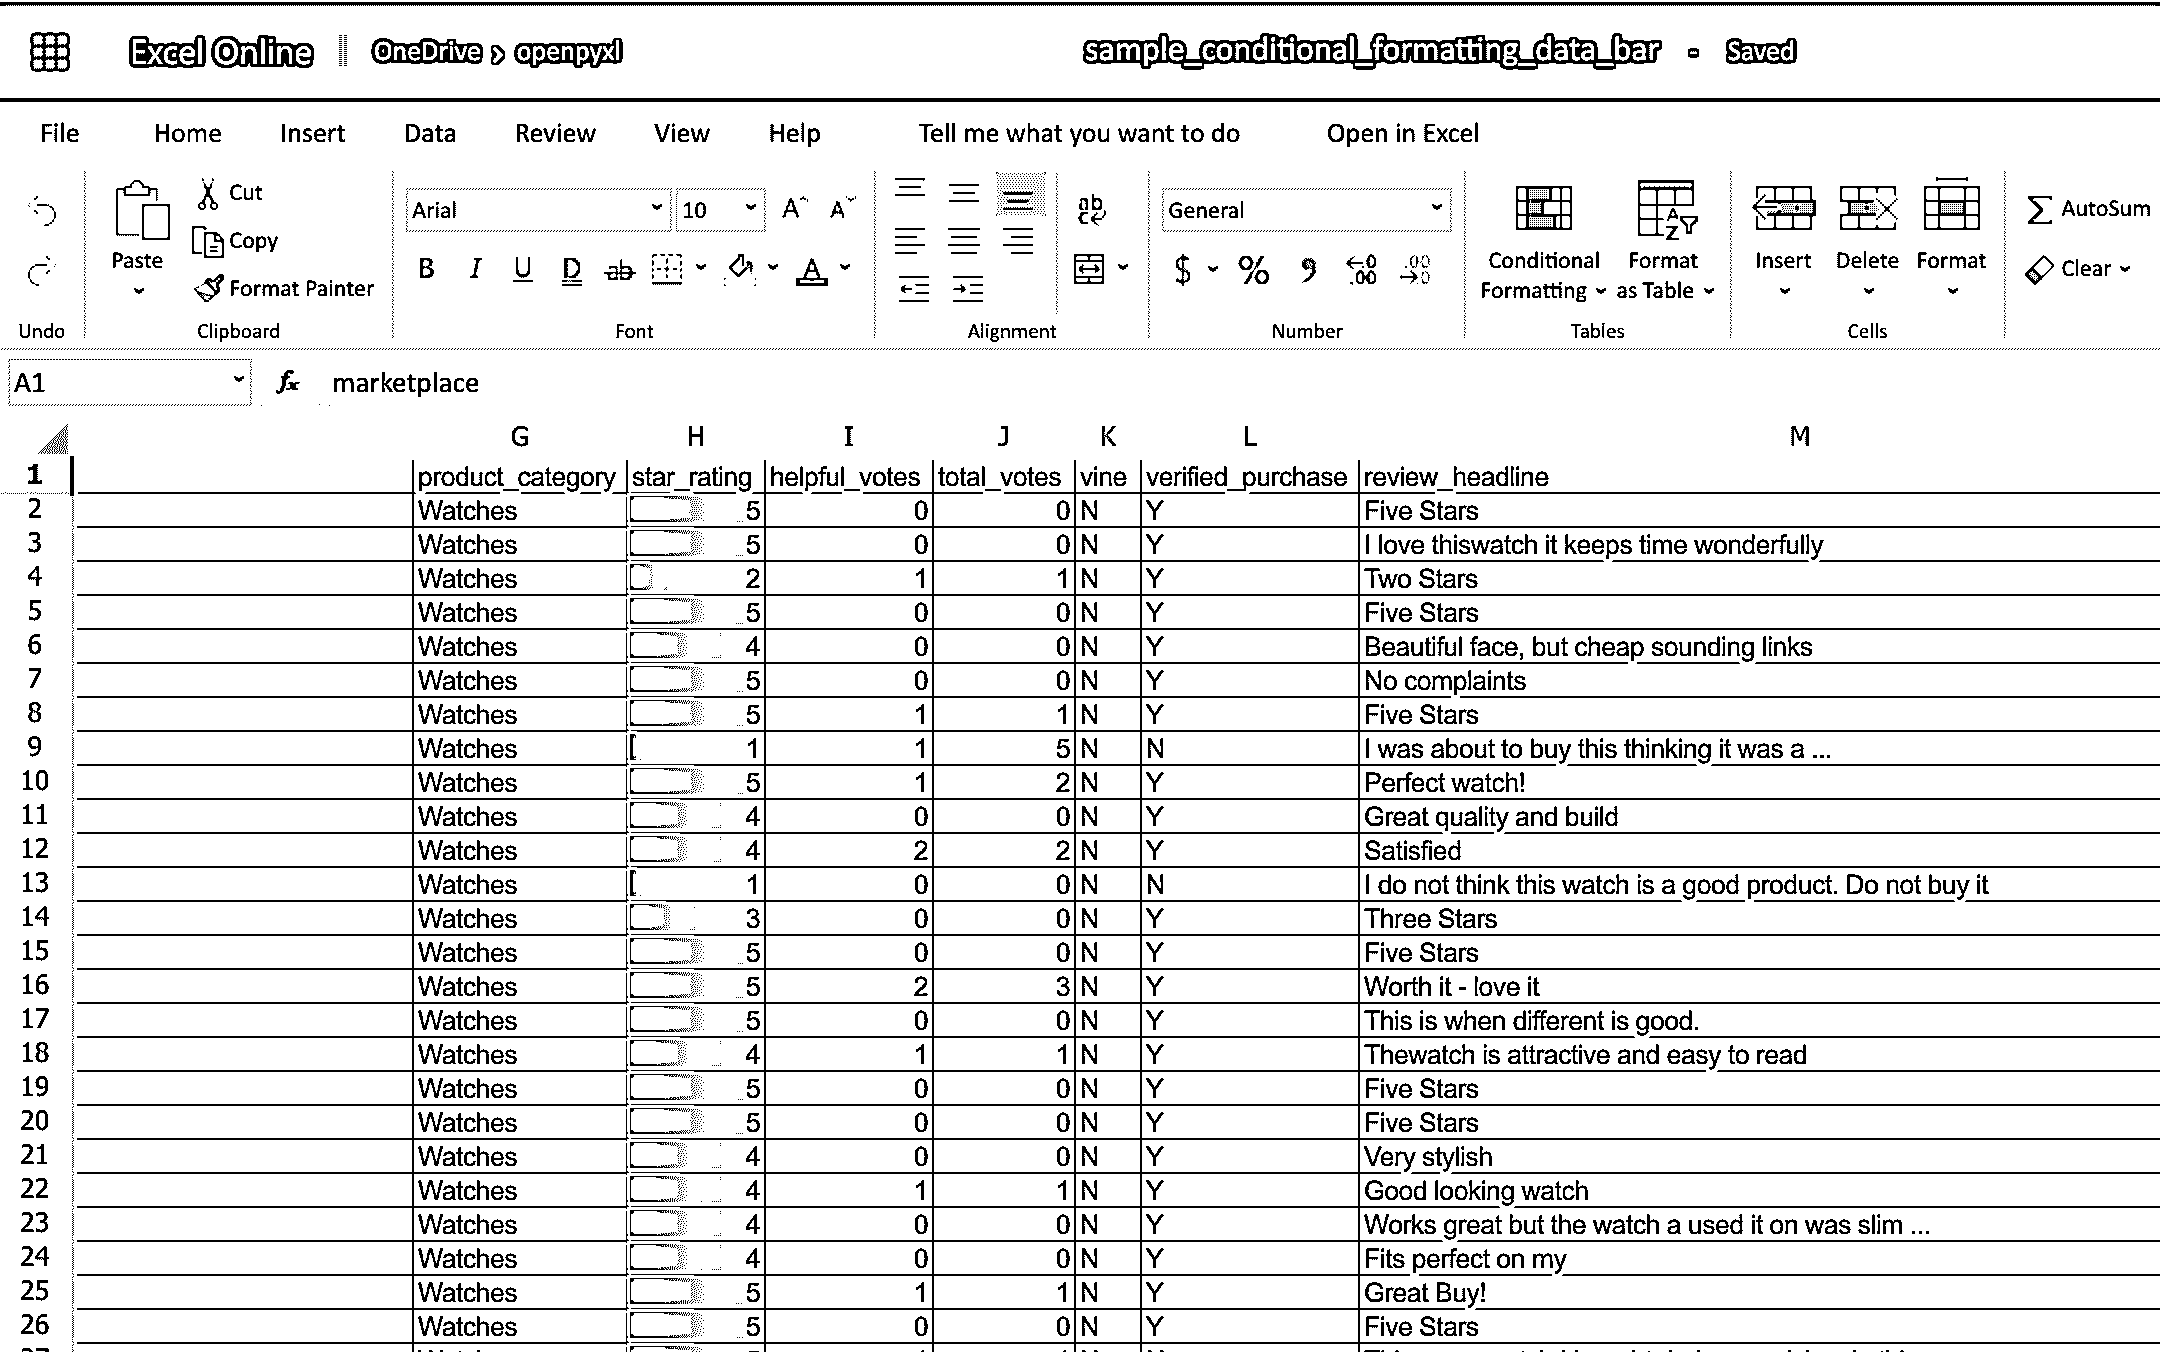 Excel Online OneDrive › openpyxl sample_conditional_formatting_data_bar - Saved
File Home Insert Data Review View Help Tell me what you want to do Open in Excel
Cut
Copy
Format Painter
Paste
Arial 10
B I U D ab A
ab
General
$ % 9 .00 .00
Conditional Formatting
Format as Table
Insert Delete Format
AutoSum
Clear
Undo Clipboard Font Alignment Number Tables Cells
A1 fx marketplace
G H I J K L M
1 product_category star_rating helpful_votes total_votes vine verified_purchase review_headline
2 Watches 5 0 0 N Y Five Stars
3 Watches 5 0 0 N Y I love thiswatch it keeps time wonderfully
4 Watches 2 1 1 N Y Two Stars
5 Watches 5 0 0 N Y Five Stars
6 Watches 4 0 0 N Y Beautiful face, but cheap sounding links
7 Watches 5 0 0 N Y No complaints
8 Watches 5 1 1 N Y Five Stars
9 Watches 1 1 5 N N I was about to buy this thinking it was a ...
10 Watches 5 1 2 N Y Perfect watch!
11 Watches 4 0 0 N Y Great quality and build
12 Watches 4 2 2 N Y Satisfied
13 Watches 1 0 0 N N I do not think this watch is a good product. Do not buy it
14 Watches 3 0 0 N Y Three Stars
15 Watches 5 0 0 N Y Five Stars
16 Watches 5 2 3 N Y Worth it - love it
17 Watches 5 0 0 N Y This is when different is good.
18 Watches 4 1 1 N Y Thewatch is attractive and easy to read
19 Watches 5 0 0 N Y Five Stars
20 Watches 5 0 0 N Y Five Stars
21 Watches 4 0 0 N Y Very stylish
22 Watches 4 1 1 N Y Good looking watch
23 Watches 4 0 0 N Y Works great but the watch a used it on was slim ...
24 Watches 4 0 0 N Y Fits perfect on my
25 Watches 5 1 1 N Y Great Buy!
26 Watches 5 0 0 N Y Five Stars